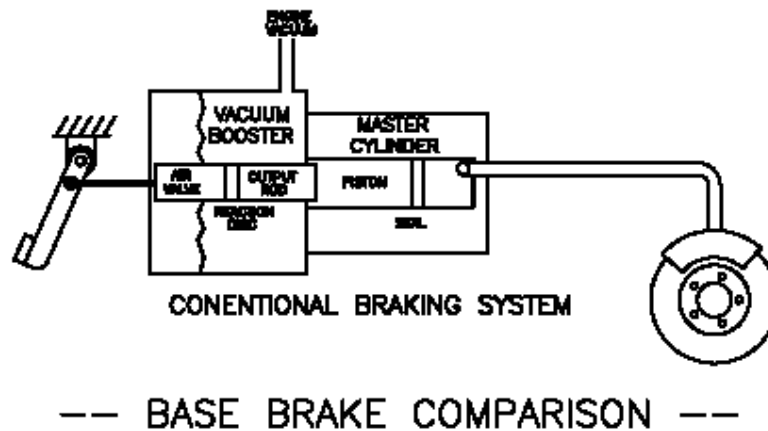 ENGINE
VACUUM
VACUUM
BOOSTER
MASTER
CYLINDER
AIR
VALVE
OUTPUT
ROD
PISTON
REACTION
DISC
SEAL
CONENTIONAL BRAKING SYSTEM
-- BASE BRAKE COMPARISON --